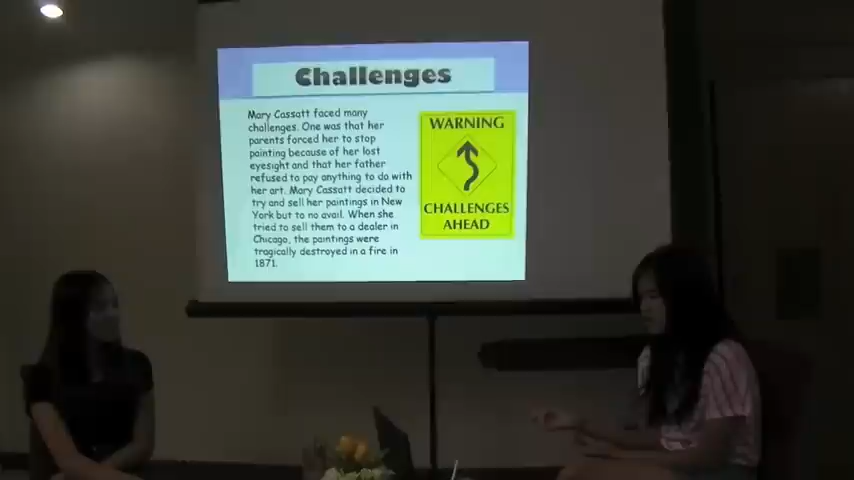 Challenges
Mary Cassatt faced many
challenges. One was that her
parents forced her to stop
painting because of her lost
eyesight and that her father
refused to pay anything to do with
her art. Mary Cassatt decided to
try and sell her paintings in New
York but to no avail. When she
tried to sell them to a dealer in
Chicago, the paintings were
tragically destroyed in a fire in
1871.
WARNING
CHALLENGES
AHEAD